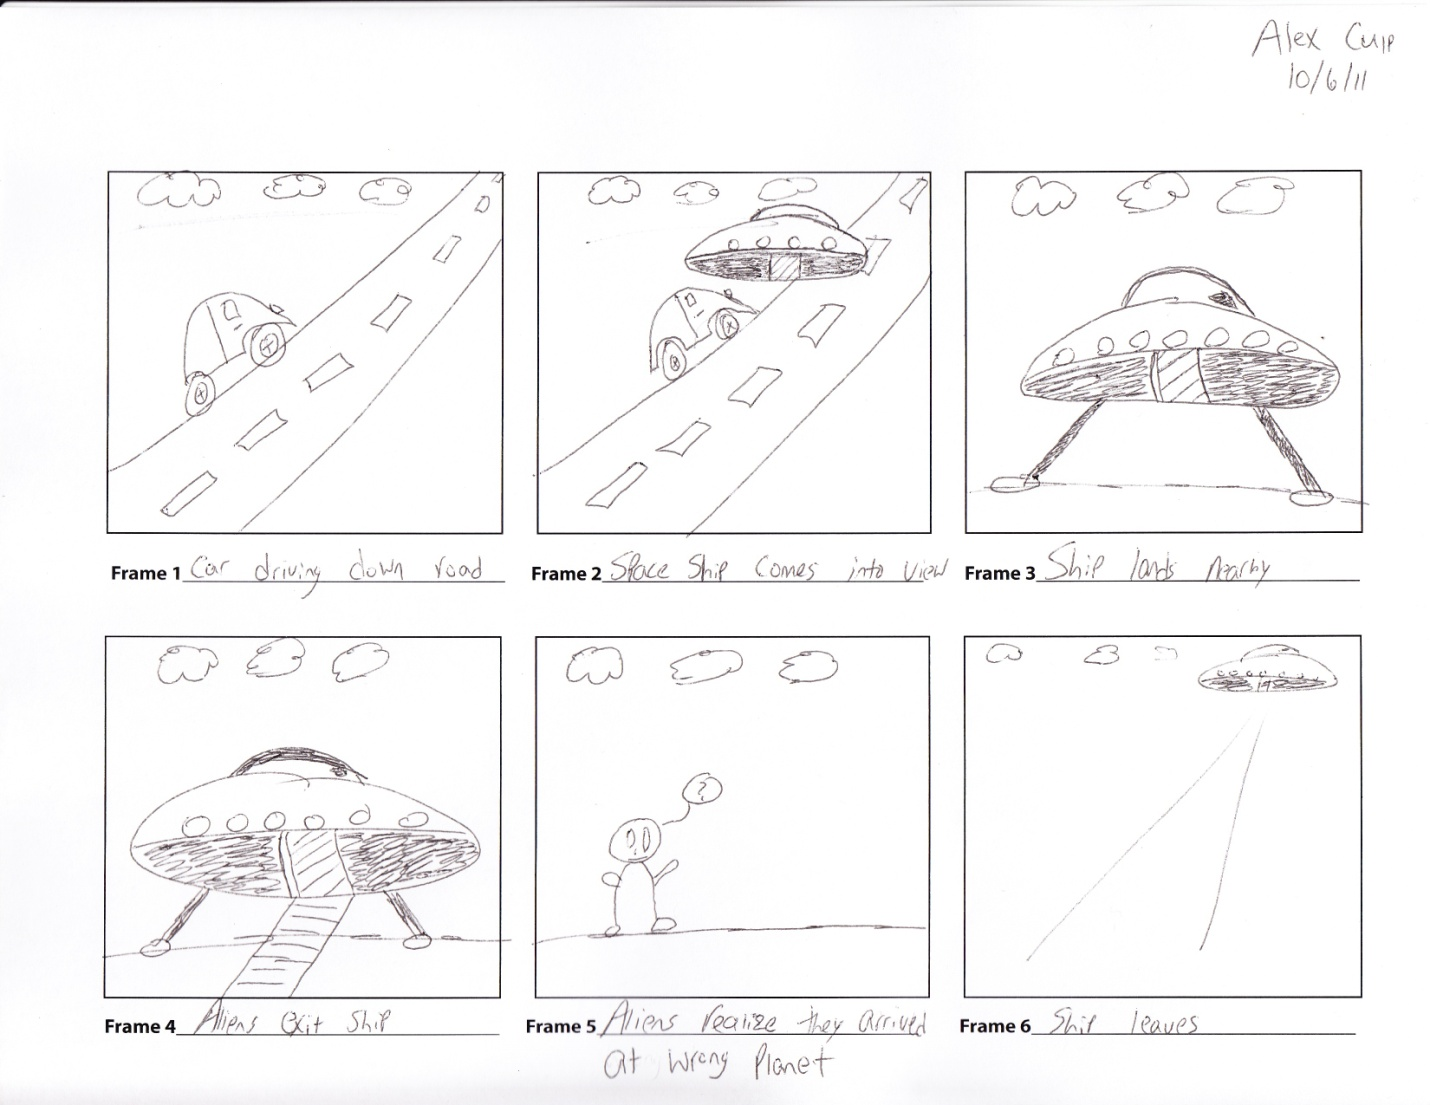 Alex Culp
10/6/11
Frame 1 Car driving down road
Frame 2 Space Ship Comes into view
Frame 3 Ship lands nearby
?
Frame 4 Aliens exit Ship
Frame 5 Aliens realize they arrived
at wrong Planet
Frame 6 Ship leaves